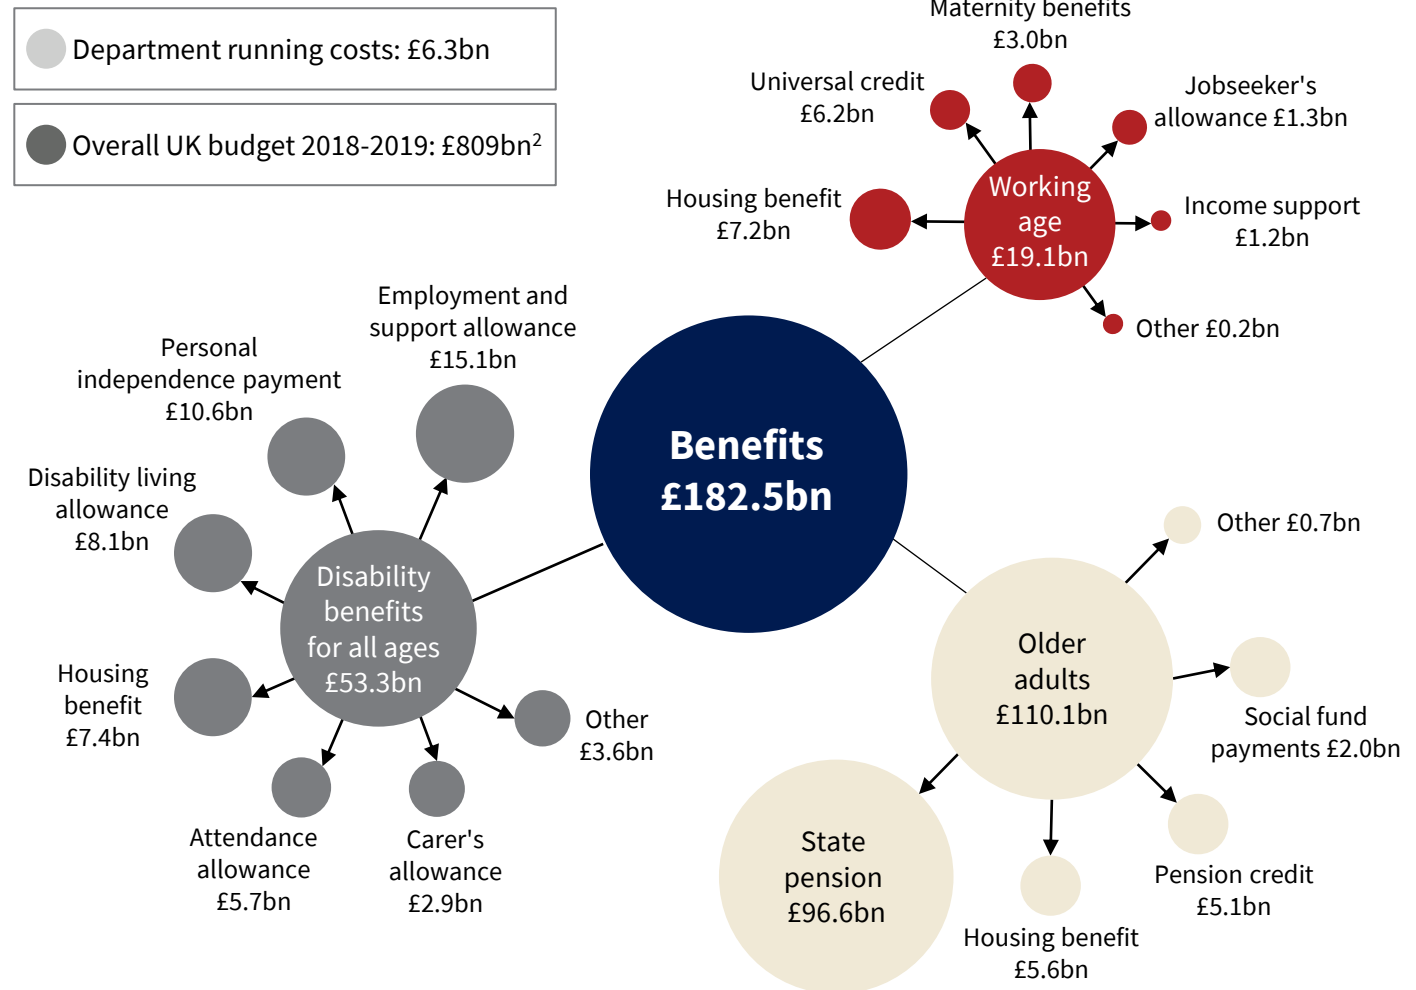 Department running costs: £6.3bn
Overall UK budget 2018-2019: £809bn²
Maternity benefits
£3.0bn
Universal credit
£6.2bn
Jobseeker's
allowance £1.3bn
Housing benefit
£7.2bn
Working
age
£19.1bn
Income support
£1.2bn
Other £0.2bn
Employment and
support allowance
£15.1bn
Personal
independence payment
£10.6bn
Disability living
allowance
£8.1bn
Benefits
£182.5bn
Disability
benefits
for all ages
£53.3bn
Housing
benefit
£7.4bn
Other
£3.6bn
Attendance
allowance
£5.7bn
Carer's
allowance
£2.9bn
Other £0.7bn
Older
adults
£110.1bn
Social fund
payments £2.0bn
State
pension
£96.6bn
Pension credit
£5.1bn
Housing benefit
£5.6bn